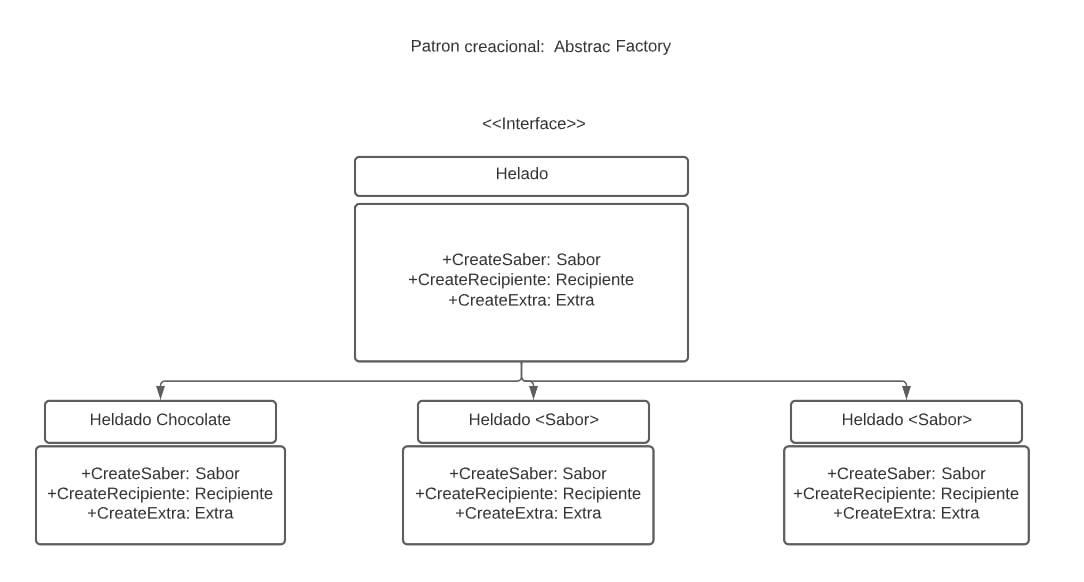 Patron creacional: Abstrac Factory
<<Interface>>
Helado
+CreateSaber: Sabor
+CreateRecipiente: Recipiente
+CreateExtra: Extra
Heldado Chocolate
+CreateSaber: Sabor
+CreateRecipiente: Recipiente
+CreateExtra: Extra
Heldado <Sabor>
+CreateSaber: Sabor
+CreateRecipiente: Recipiente
+CreateExtra: Extra
Heldado <Sabor>
+CreateSaber: Sabor
+CreateRecipiente: Recipiente
+CreateExtra: Extra